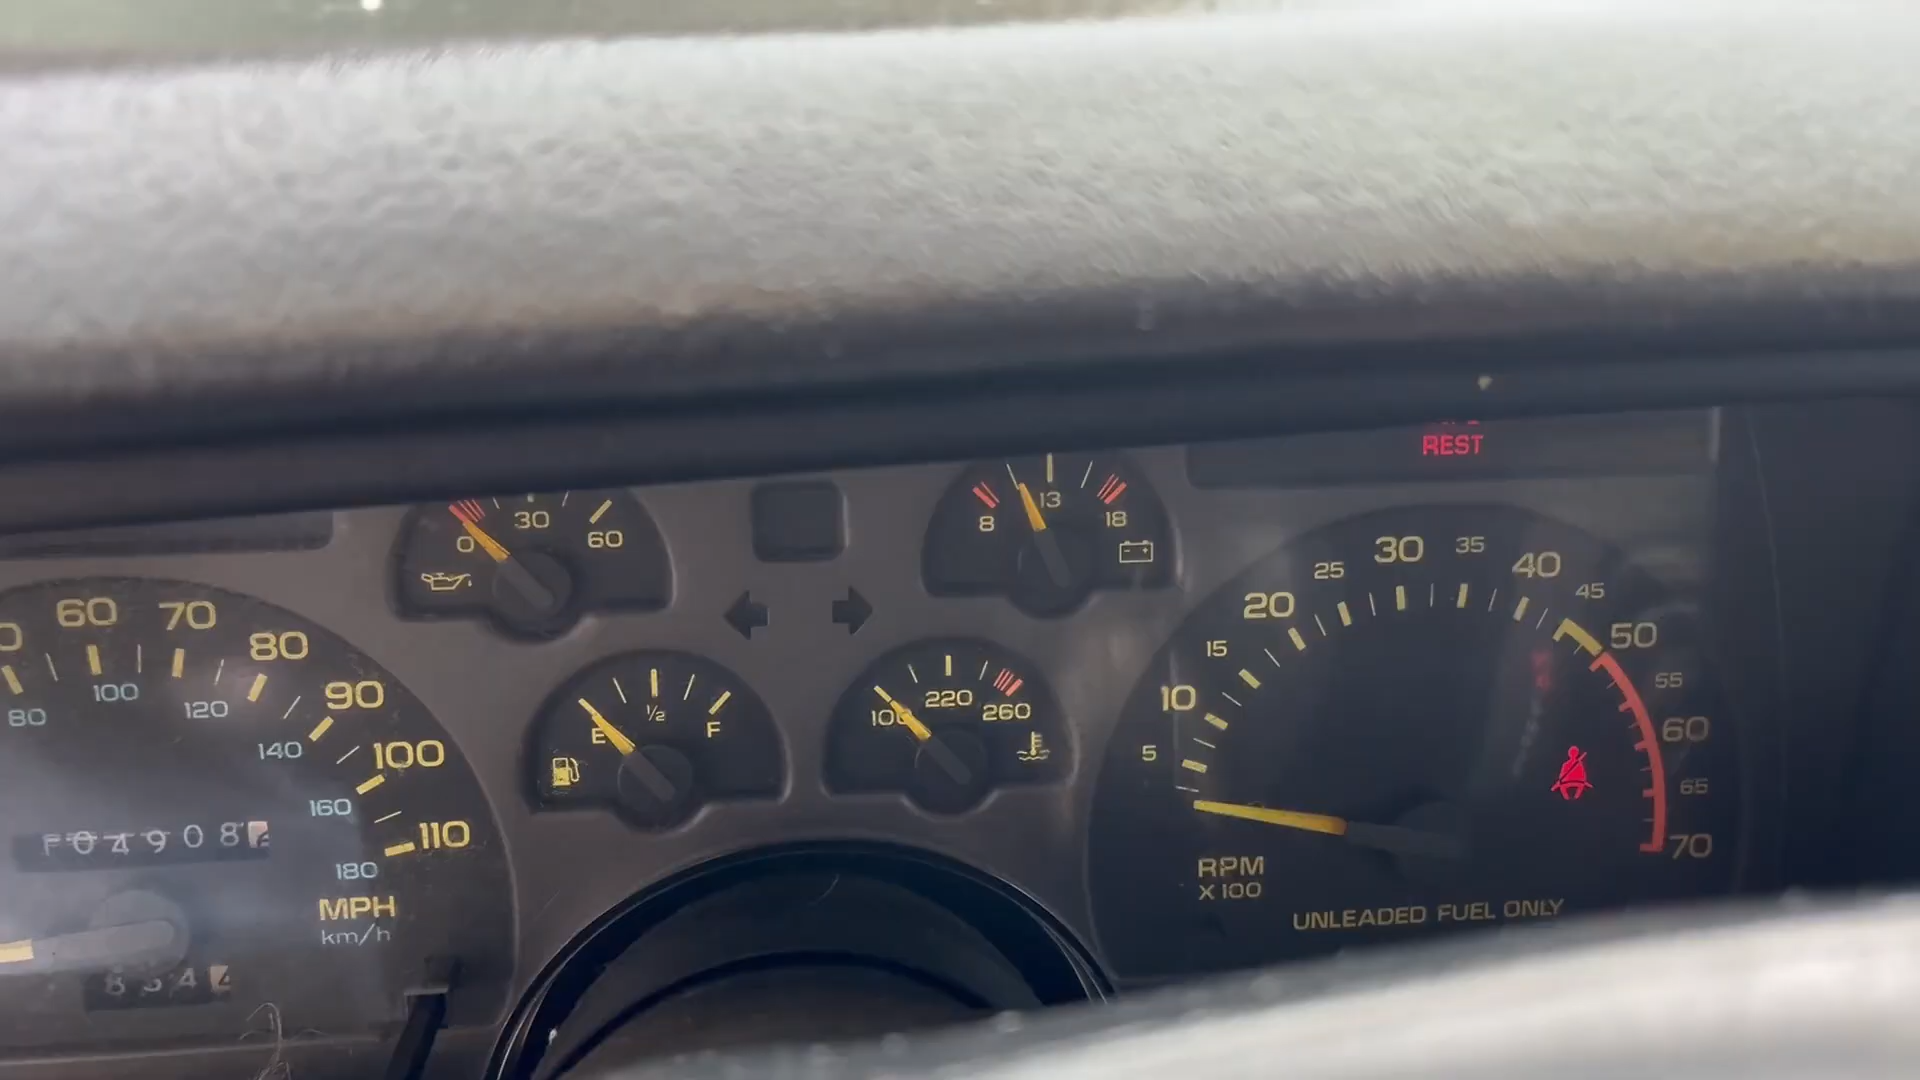 REST
0 30 60
8 13 18
60 70 80 90 100 110
80 100 120 140 160 180
MPH
km/h
E 1/2 F
100 220 260
5 10 15 20 25 30 35 40 45 50 55 60 65 70
RPM
X 100
UNLEADED FUEL ONLY
04908